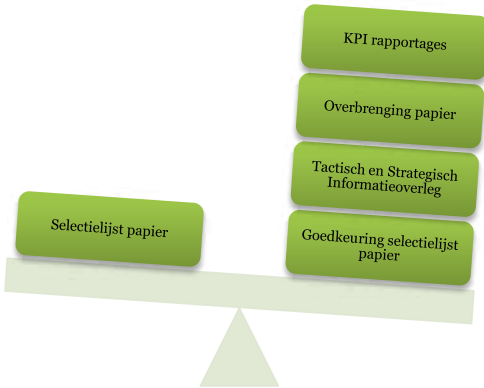 KPI rapportages
Overbrenging papier
Tactisch en Strategisch
Informatieoverleg
Selectielijst papier
Goedkeuring selectielijst
papier